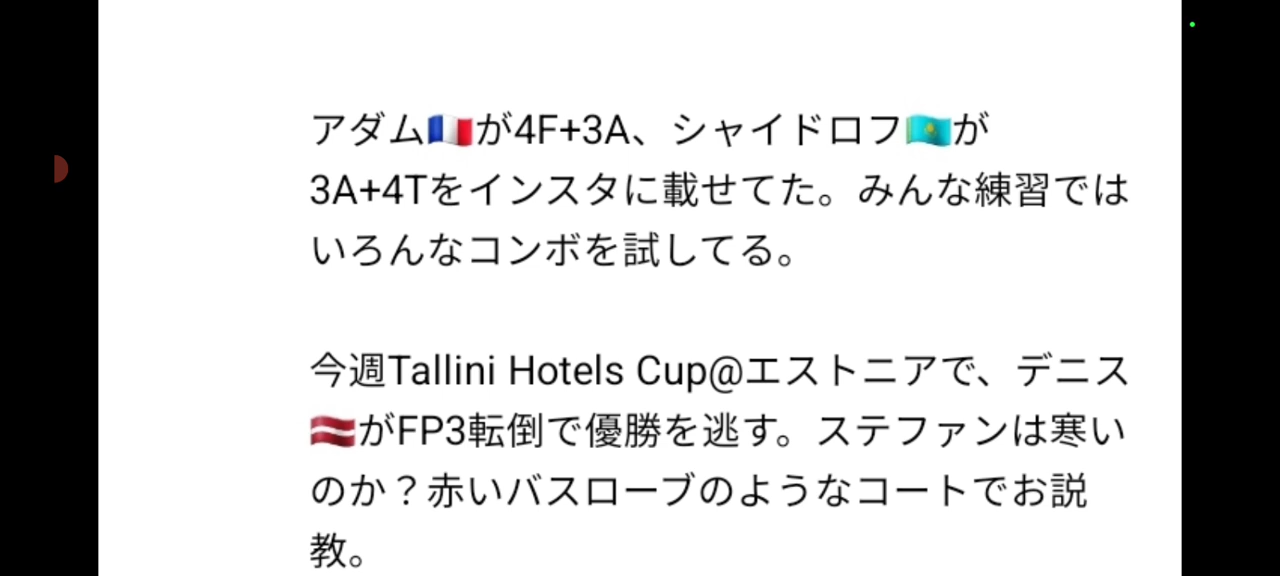 アダム🇫🇷が4F+3A、シャイドロフ🇰🇿が
3A+4Tをインスタに載せてた。みんな練習では
いろんなコンボを試してる。
今週Tallini Hotels Cup@エストニアで、デニス
🇱🇻がFP3転倒で優勝を逃す。ステファンは寒い
のか？赤いバスローブのようなコートでお説
教。